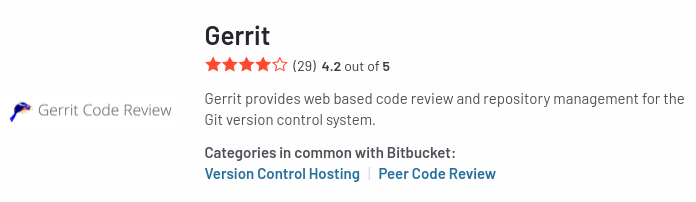 Gerrit
(29) 4.2 out of 5
Gerrit Code Review
Gerrit provides web based code review and repository management for the
Git version control system.
Categories in common with Bitbucket:
Version Control Hosting | Peer Code Review